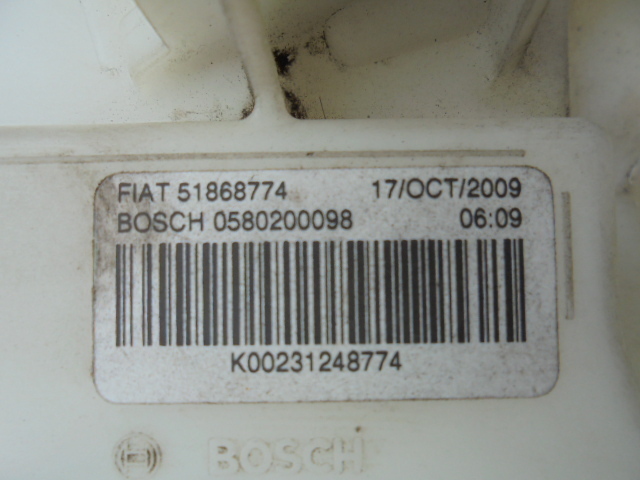 FIAT 51868774 17/OCT/2009
BOSCH 0580200098 06:09
K00231248774
BOSCH